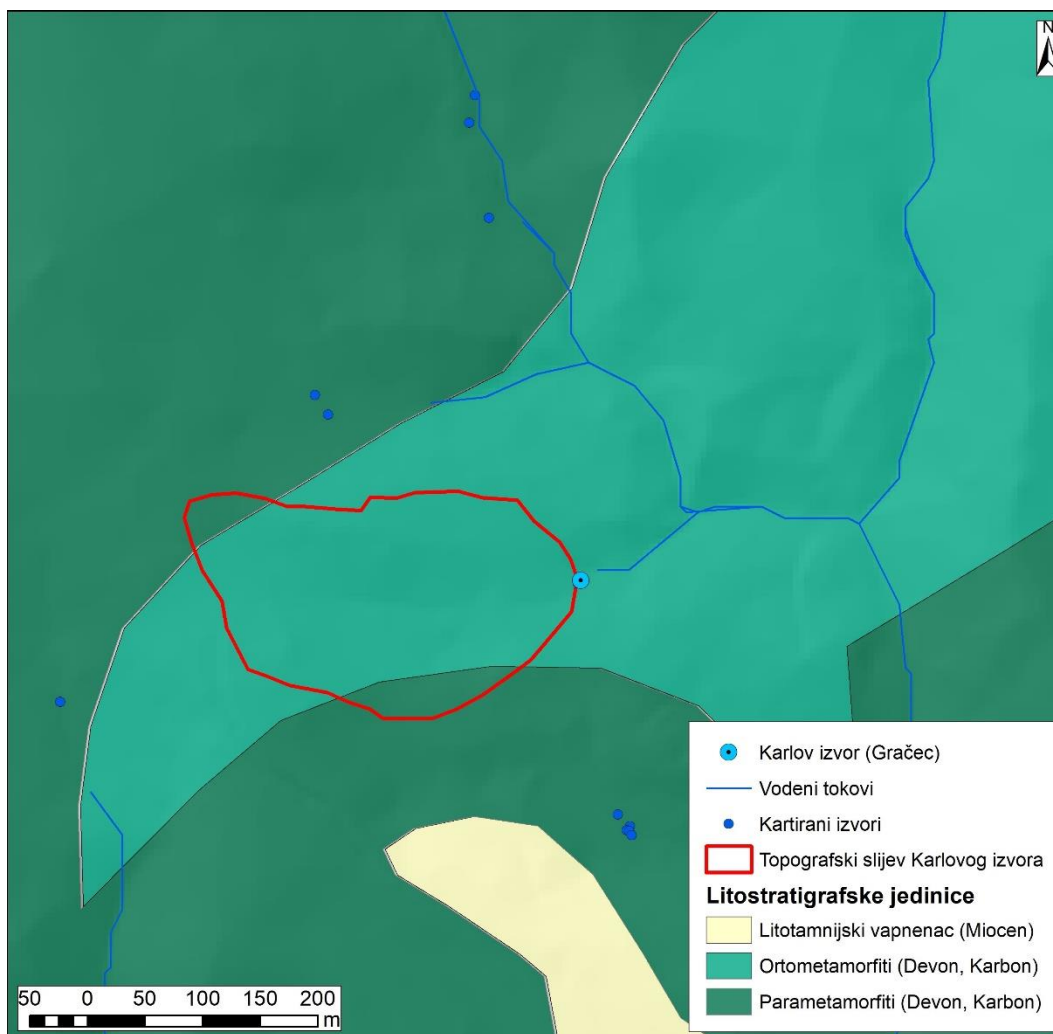 N
Karlov izvor (Gračec)
Vodeni tokovi
Kartirani izvori
Topografski slijev Karlovog izvora
Litostratigrafske jedinice
Litotamnijski vapnenac (Miocen)
Ortometamorfiti (Devon, Karbon)
Parametamorfiti (Devon, Karbon)
50 0 50 100 150 200
m